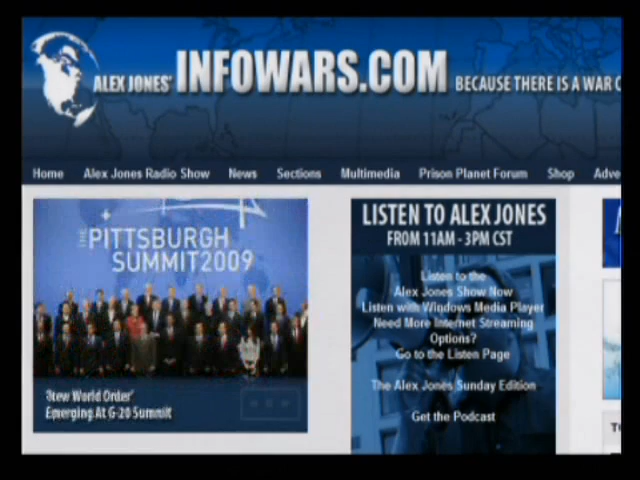 ALEX JONES' INFOWARS.COM BECAUSE THERE IS A WAR
Home Alex Jones Radio Show News Sections Multimedia Prison Planet Forum Shop Adve
THE PITTSBURGH
SUMMIT2009
World Order'
Emerging At G-20 Summit
LISTEN TO ALEX JONES
FROM 11AM - 3PM CST
Listen to the
Alex Jones Show Now
Listen with Windows Media Player
Need More Internet Streaming
Options?
Go to the Listen Page
The Alex Jones Sunday Edition
Get the Podcast